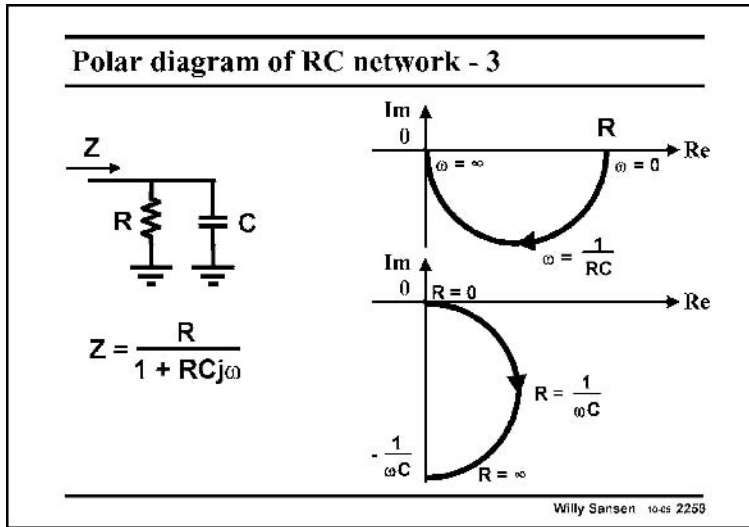 Polar diagram of RC network - 3
Z
R
C
Z = R / 1 + RCjω
Im
0
R
Re
ω = ∞
ω = 0
ω = 1 / RC
Im
0
R = 0
Re
R = 1 / ωC
- 1 / ωC
R = ∞
Willy Sansen 10-05 2250